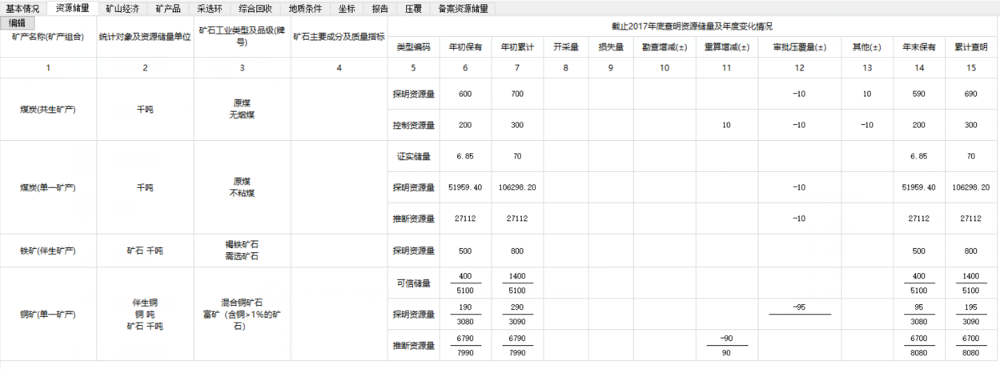 基本情况 资源储量 矿山经济 矿产品 采选环 综合回收 地质条件 坐标 报告 压覆 备案资源储量
编辑
矿产名称(矿产组合) 统计对象及资源储量单位 矿石工业类型及品级(牌号) 矿石主要成分及质量指标 截止2017年底查明资源储量及年度变化情况
类型编码 年初保有 年初累计 开采量 损失量 勘查增减(±) 重算增减(±) 审批压覆量(±) 其他(±) 年末保有 累计查明
1 2 3 4 5 6 7 8 9 10 11 12 13 14 15
煤炭(共生矿产) 千吨 原煤
无烟煤
探明资源量 600 700 -10 10 590 690
控制资源量 200 300 10 -10 -10 200 300
煤炭(单一矿产) 千吨 原煤
不粘煤
证实储量 6.85 70 6.85 70
探明资源量 51959.40 106298.20 -10 51959.40 106298.20
推断资源量 27112 27112 -10 27112 27112
铁矿(伴生矿产) 矿石 千吨 褐铁矿石
需选矿石
探明资源量 500 800 500 800
铜矿(单一矿产) 伴生铜
铜 吨
矿石 千吨
混合铜矿石
富矿（含铜>1%的矿
石）
可信储量 400 1400 400 1400
5100 5100 5100 5100
探明资源量 190 290 -95 95 195
3080 3090 3080 3090
推断资源量 6790 6790 -90 6700 6700
7990 7990 90 8080 8080